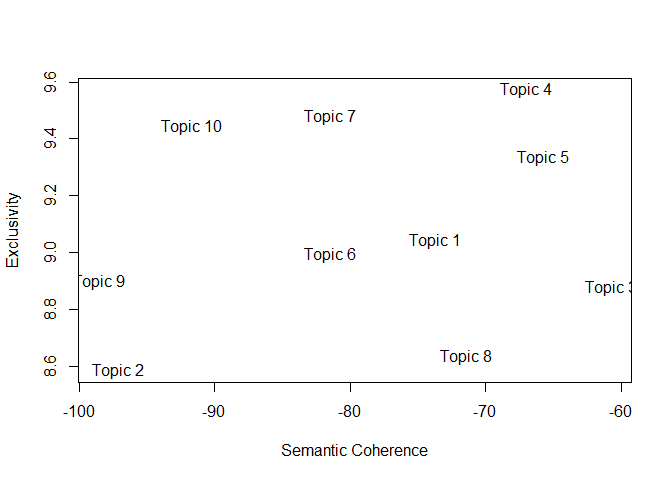 9.6
Topic 4
Topic 7
Topic 10
9.4
Topic 5
9.2
Exclusivity
Topic 1
9.0
Topic 6
opic 9
Topic 3
8.8
Topic 8
8.6
Topic 2
-100
-90
-80
-70
-60
Semantic Coherence